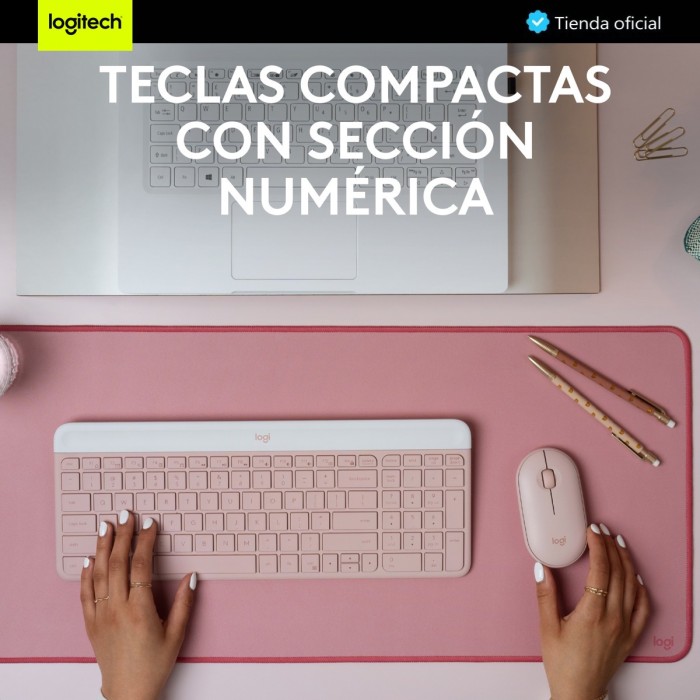 logitech
Tienda oficial
TECLAS COMPACTAS
CON SECCIÓN
NUMÉRICA
logi
logi
logi